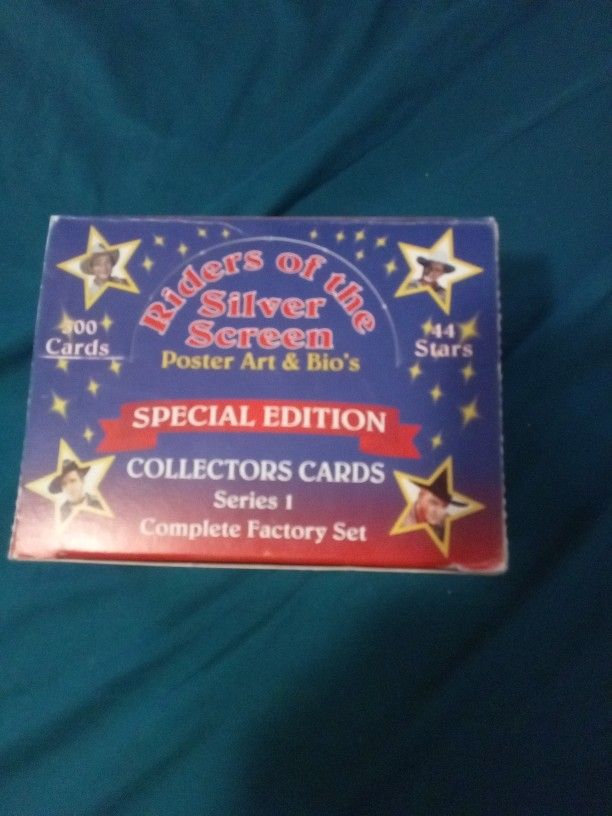 Riders of the
Silver
Screen
Poster Art & Bio's
Cards
44
Stars
SPECIAL EDITION
COLLECTORS CARDS
Series 1
Complete Factory Set